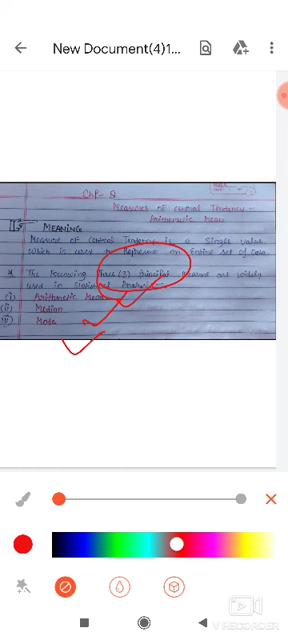 New Document(4)1...
Chp- 8
Measures of Central Tendency -
Arithmetic Mean
MEANING
Measure of Central Tendency is a Single value
which is used to Represent an Entire set of Data.
The following Three (3) Principal are widely
used in Statistical
(i) Arithmetic Mean
(ii) Median
(iii) Mode
V RECORDER